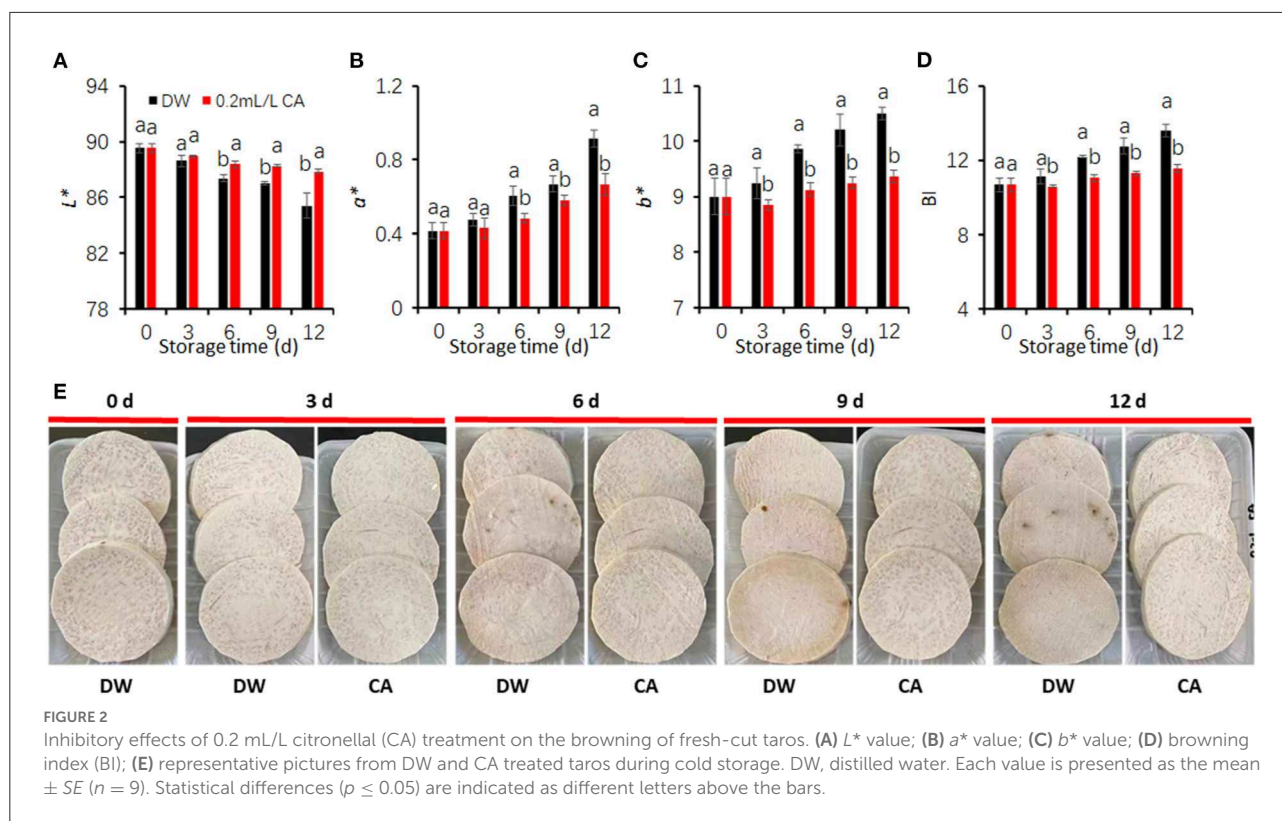 A
B
C
D
94
90
86
82
78
L*
DW 0.2mL/L CA
a a a a b a b a b a
0 3 6 9 12
Storage time (d)
1.2
0.8
0.4
0
a*
a a a a a b a b a b
0 3 6 9 12
Storage time (d)
11
10
9
8
7
b*
a a a b a b a b a b
0 3 6 9 12
Storage time (d)
16
12
8
4
BI
a a a b a b a b a b
0 3 6 9 12
Storage time (d)
E
0 d 3 d 6 d 9 d 12 d
DW DW CA DW CA DW CA DW CA
FIGURE 2
Inhibitory effects of 0.2 mL/L citronellal (CA) treatment on the browning of fresh-cut taros. (A) L* value; (B) a* value; (C) b* value; (D) browning
index (BI); (E) representative pictures from DW and CA treated taros during cold storage. DW, distilled water. Each value is presented as the mean
± SE (n = 9). Statistical differences (p ≤ 0.05) are indicated as different letters above the bars.